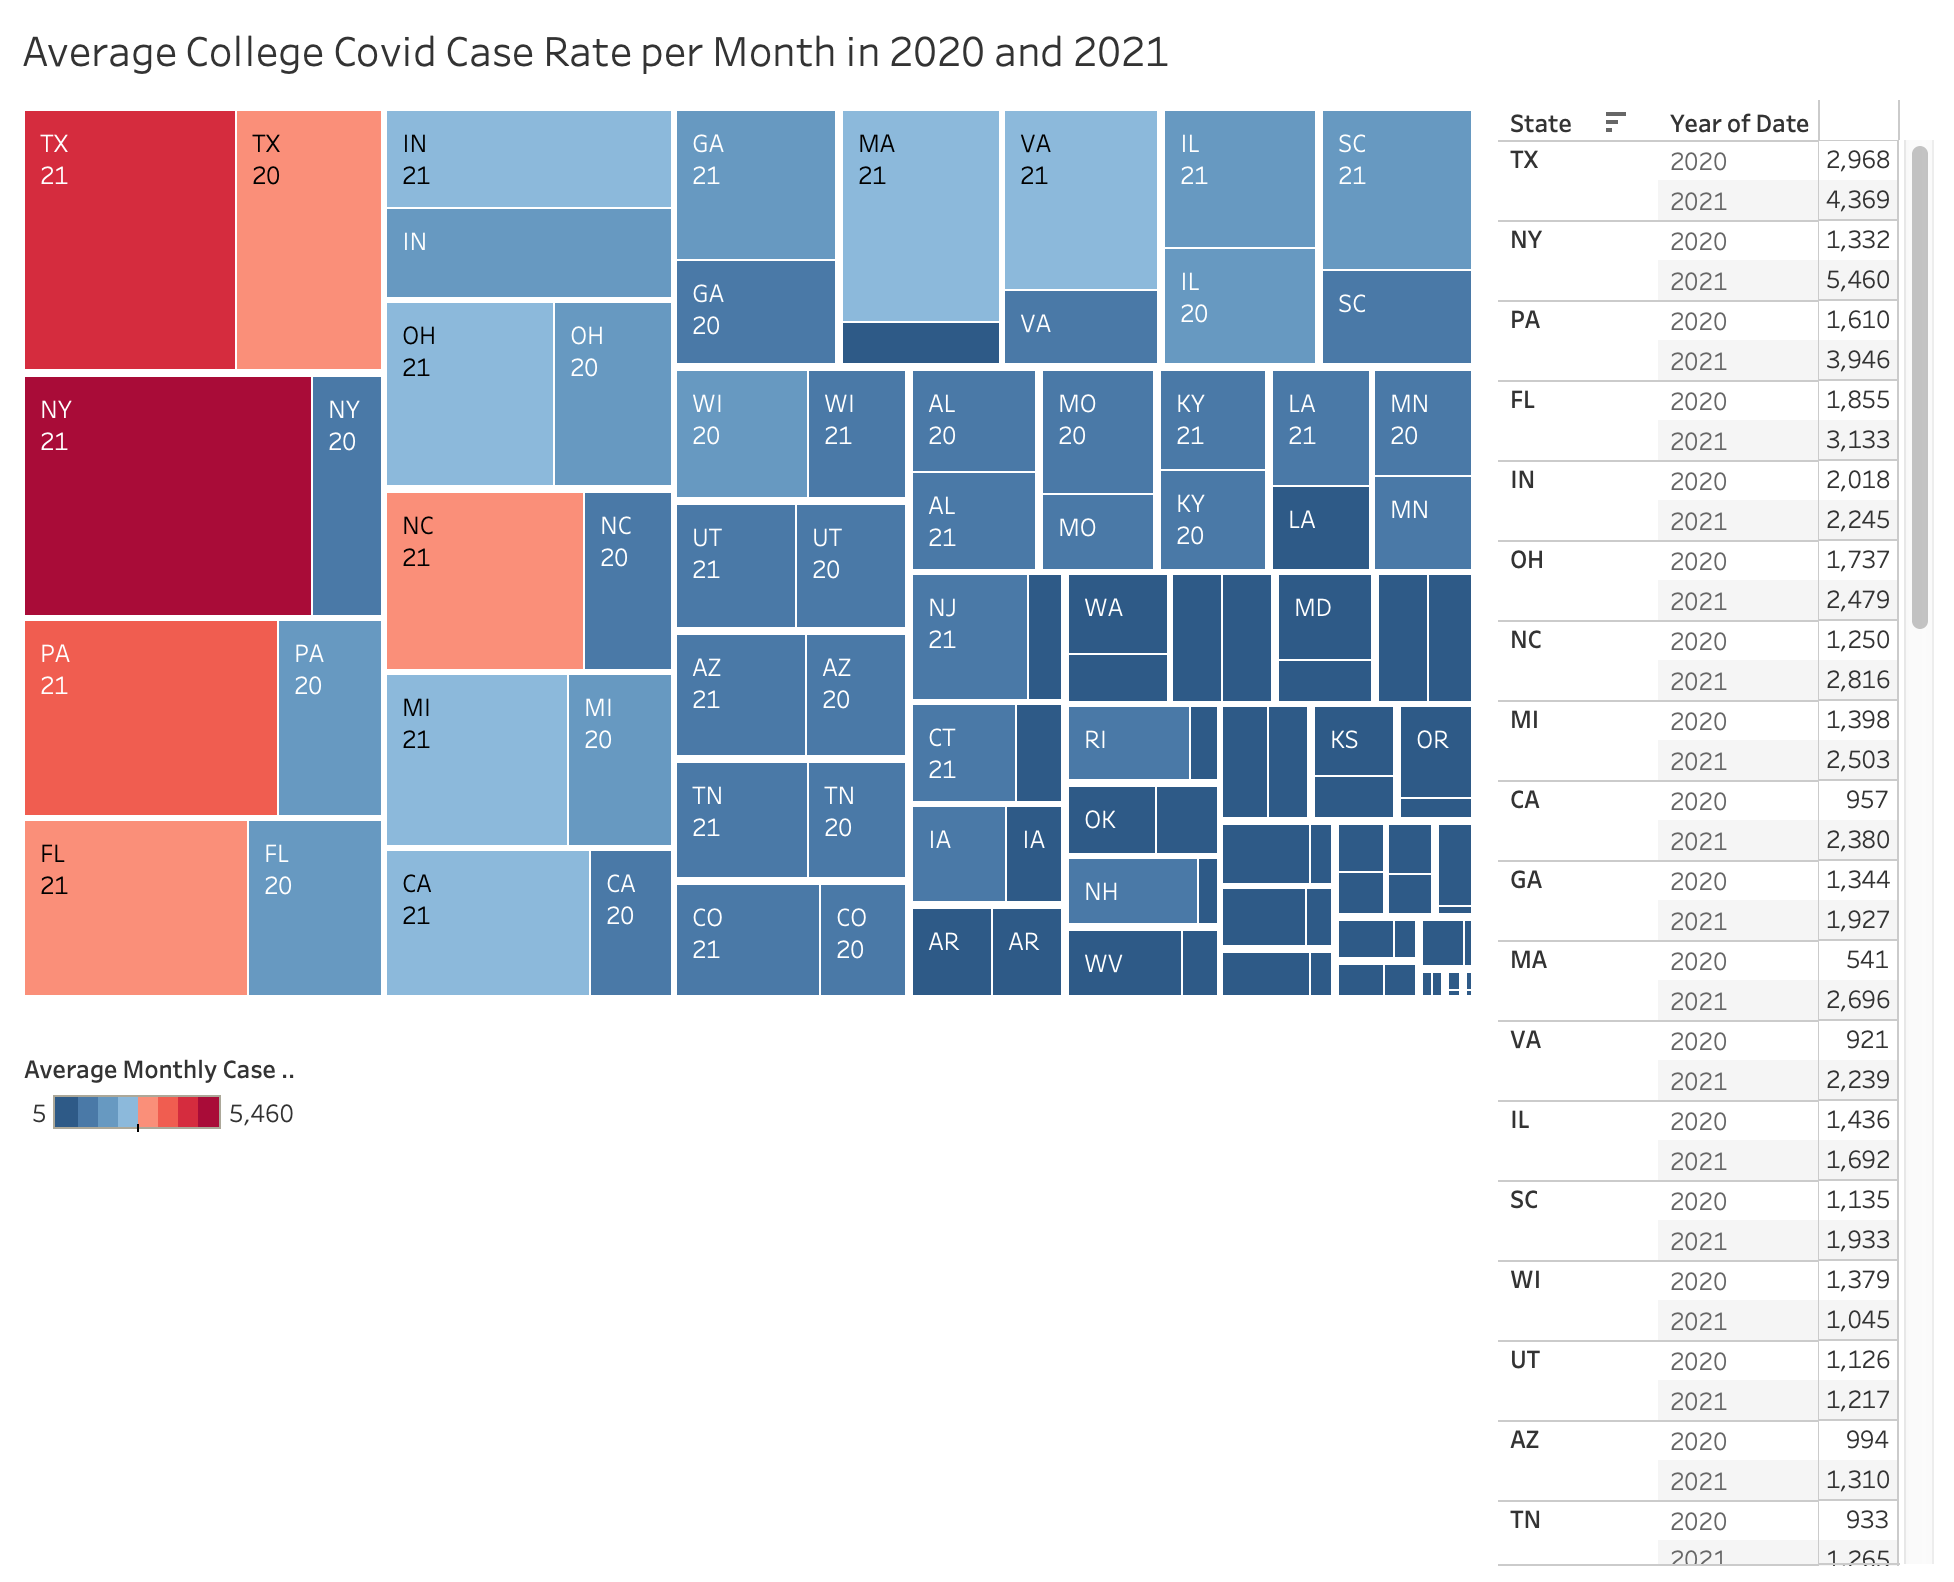 Average College Covid Case Rate per Month in 2020 and 2021
TX
21
TX
20
NY
21
NY
20
PA
21
PA
20
FL
21
FL
20
IN
21
IN
OH
21
OH
20
NC
21
NC
20
MI
21
MI
20
CA
21
CA
20
GA
21
GA
20
MA
21
VA
21
VA
IL
21
IL
20
SC
21
SC
WI
20
WI
21
UT
21
UT
20
AZ
21
AZ
20
TN
21
TN
20
CO
21
CO
20
AL
20
AL
21
MO
20
MO
KY
21
KY
20
LA
21
LA
MN
20
MN
NJ
21
CT
21
IA
IA
AR
AR
WA
MD
RI
OK
NH
WV
KS
OR
Average Monthly Case ..
5
5,460
State Year of Date
TX 2020 2,968
2021 4,369
NY 2020 1,332
2021 5,460
PA 2020 1,610
2021 3,946
FL 2020 1,855
2021 3,133
IN 2020 2,018
2021 2,245
OH 2020 1,737
2021 2,479
NC 2020 1,250
2021 2,816
MI 2020 1,398
2021 2,503
CA 2020 957
2021 2,380
GA 2020 1,344
2021 1,927
MA 2020 541
2021 2,696
VA 2020 921
2021 2,239
IL 2020 1,436
2021 1,692
SC 2020 1,135
2021 1,933
WI 2020 1,379
2021 1,045
UT 2020 1,126
2021 1,217
AZ 2020 994
2021 1,310
TN 2020 933
2021 1,265